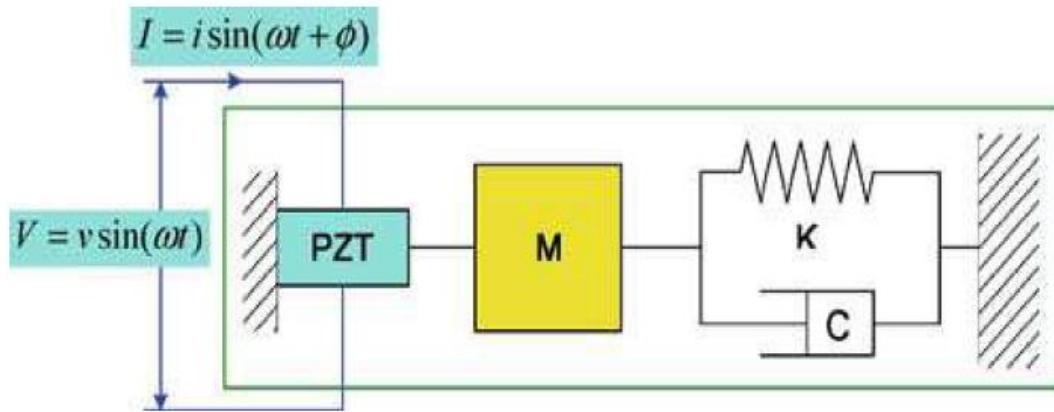 I = i sin(ωt + ϕ)
V = v sin(ωt)
PZT
M
K
C